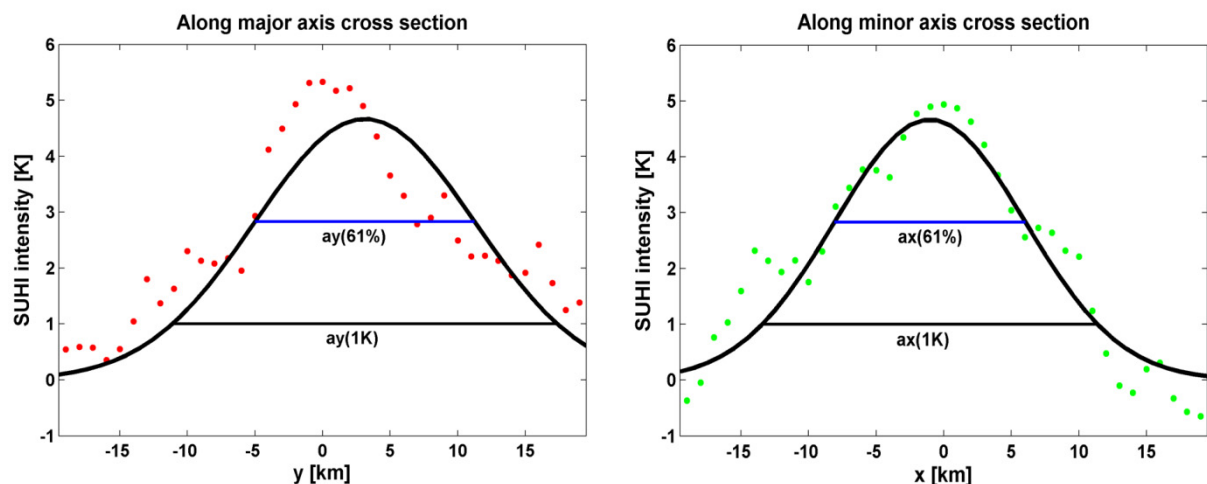 Along major axis cross section
SUHI intensity [K]
6
5
4
3
2
1
0
-1
ay(61%)
ay(1K)
-15 -10 -5 0 5 10 15
y [km]
Along minor axis cross section
SUHI intensity [K]
6
5
4
3
2
1
0
-1
ax(61%)
ax(1K)
-15 -10 -5 0 5 10 15
x [km]